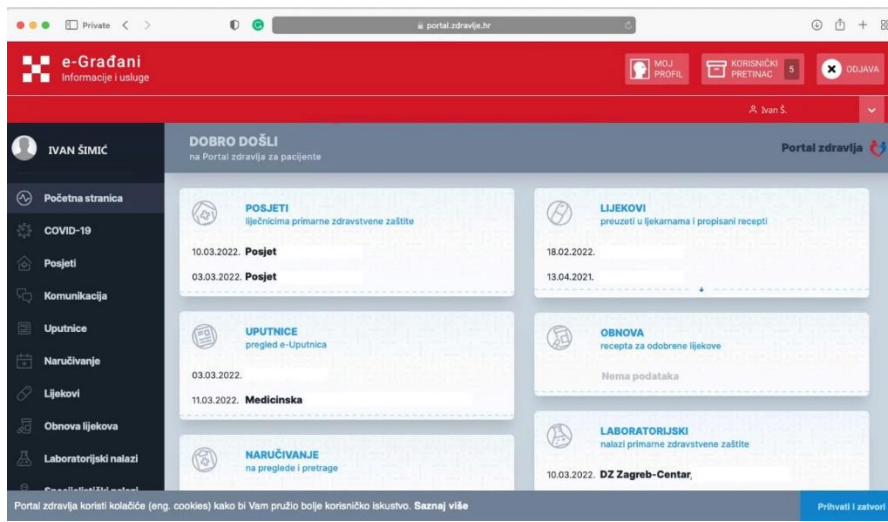 Private
portal.zdravlje.hr
e-Građani
Informacije i usluge
MOJ
PROFIL
KORISNIČKI
PRETINAC
5
ODJAVA
Ivan Š.
IVAN ŠIMIĆ
DOBRO DOŠLI
na Portal zdravlja za pacijente
Portal zdravlja
Početna stranica
COVID-19
Posjeti
Komunikacija
Uputnice
Naručivanje
Lijekovi
Obnova lijekova
Laboratorijski nalazi
Specijalistički nalazi
POSJETI
liječnicima primarne zdravstvene zaštite
10.03.2022. Posjet
03.03.2022. Posjet
LIJEKOVI
preuzeti u ljekarnama i propisani recepti
18.02.2022.
13.04.2021.
UPUTNICE
pregled e-Uputnica
03.03.2022.
11.03.2022. Medicinska
OBNOVA
recepta za odobrene lijekove
Nema podataka
NARUČIVANJE
na preglede i pretrage
LABORATORIJSKI
nalazi primarne zdravstvene zaštite
10.03.2022. DZ Zagreb-Centar,
Portal zdravlja koristi kolačiće (eng. cookies) kako bi Vam pružio bolje korisničko iskustvo. Saznaj više
Prihvati i zatvori